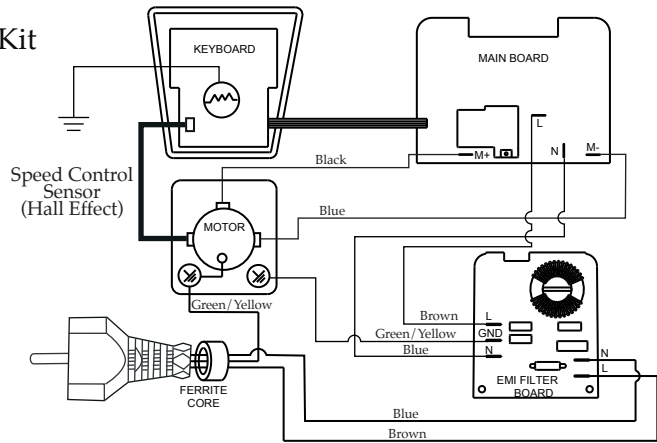 Kit
KEYBOARD
MAIN BOARD
L
N
M+
M-
Black
Speed Control
Sensor
(Hall Effect)
Blue
MOTOR
Green/Yellow
Brown
L
Green/Yellow
GND
Blue
N
N
L
EMI FILTER
BOARD
FERRITE
CORE
Blue
Brown